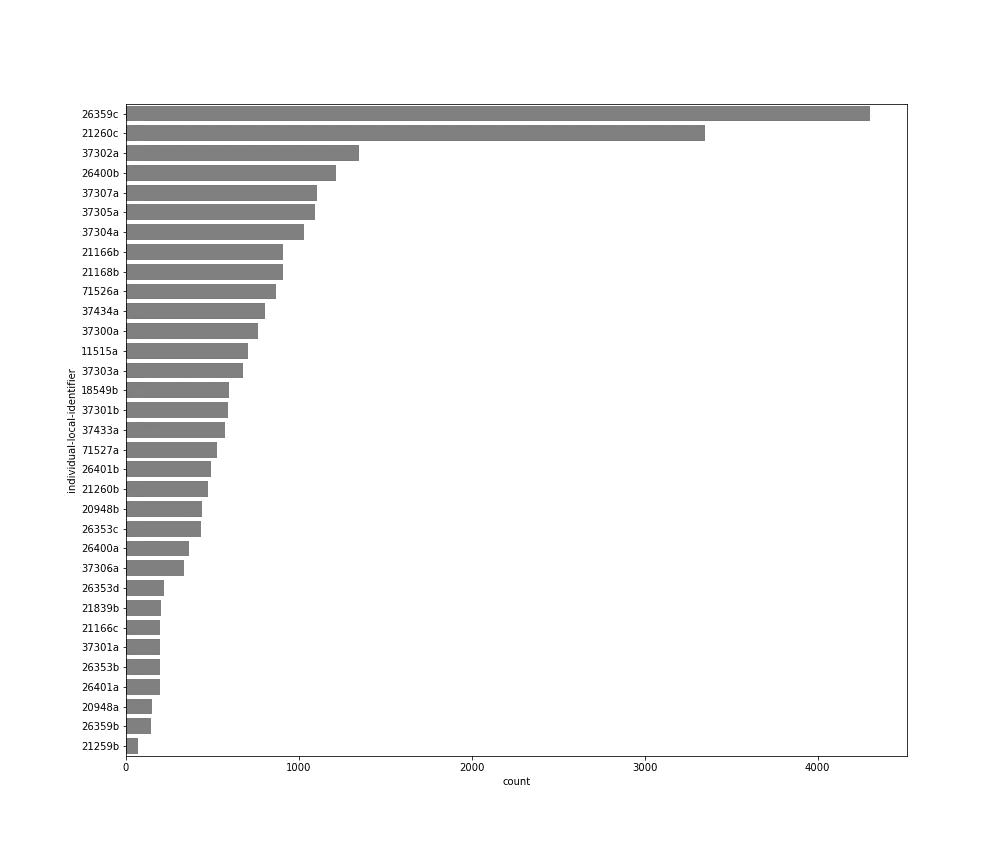 26359c
21260c
37302a
26400b
37307a
37305a
37304a
21166b
21168b
71526a
37434a
37300a
11515a
37303a
18549b
37301b
37433a
71527a
26401b
21260b
20948b
26353c
26400a
37306a
26353d
21839b
21166c
37301a
26353b
26401a
20948a
26359b
21259b
individual-local-identifier
0 1000 2000 3000 4000
count